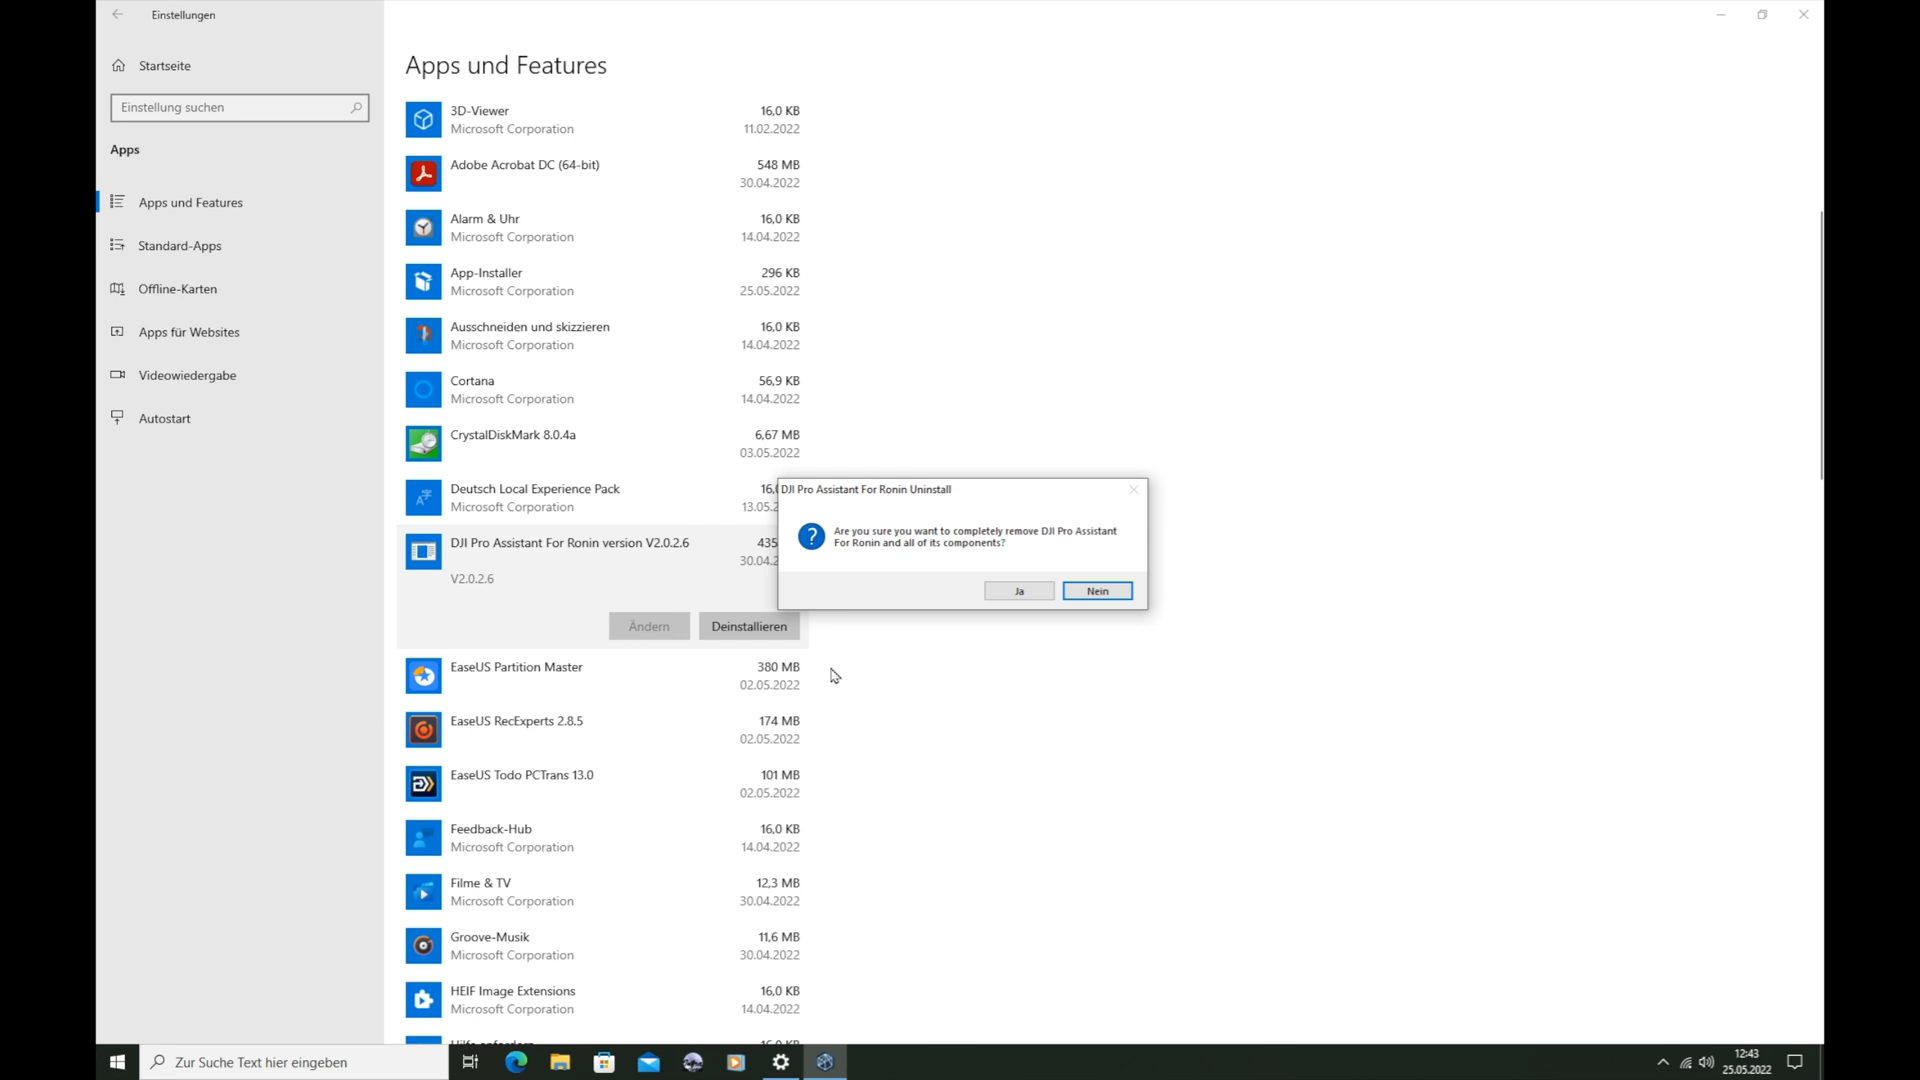 Einstellungen
Startseite
Einstellung suchen
Apps
Apps und Features
Standard-Apps
Offline-Karten
Apps für Websites
Videowiedergabe
Autostart
Apps und Features
3D-Viewer 16,0 KB
Microsoft Corporation 11.02.2022
Adobe Acrobat DC (64-bit) 548 MB
30.04.2022
Alarm & Uhr 16,0 KB
Microsoft Corporation 14.04.2022
App-Installer 296 KB
Microsoft Corporation 25.05.2022
Ausschneiden und skizzieren 16,0 KB
Microsoft Corporation 14.04.2022
Cortana 56,9 KB
Microsoft Corporation 14.04.2022
CrystalDiskMark 8.0.4a 6,67 MB
03.05.2022
Deutsch Local Experience Pack 16,
Microsoft Corporation 13.05.2
DJI Pro Assistant For Ronin version V2.0.2.6 435
30.04.2
V2.0.2.6
Ändern Deinstallieren
DJI Pro Assistant For Ronin Uninstall
Are you sure you want to completely remove DJI Pro Assistant
For Ronin and all of its components?
Ja Nein
EaseUS Partition Master 380 MB
02.05.2022
EaseUS RecExperts 2.8.5 174 MB
02.05.2022
EaseUS Todo PCTrans 13.0 101 MB
02.05.2022
Feedback-Hub 16,0 KB
Microsoft Corporation 14.04.2022
Filme & TV 12,3 MB
Microsoft Corporation 30.04.2022
Groove-Musik 11,6 MB
Microsoft Corporation 30.04.2022
HEIF Image Extensions 16,0 KB
Microsoft Corporation 14.04.2022
Zur Suche Text hier eingeben
12:43
25.05.2022